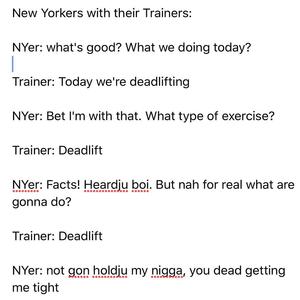 New Yorkers with their Trainers:
NYer: what's good? What we doing today?
Trainer: Today we're deadlifting
NYer: Bet I'm with that. What type of exercise?
Trainer: Deadlift
NYer: Facts! Heardju boi. But nah for real what are
gonna do?
Trainer: Deadlift
NYer: not gon holdju my nigga, you dead getting
me tight